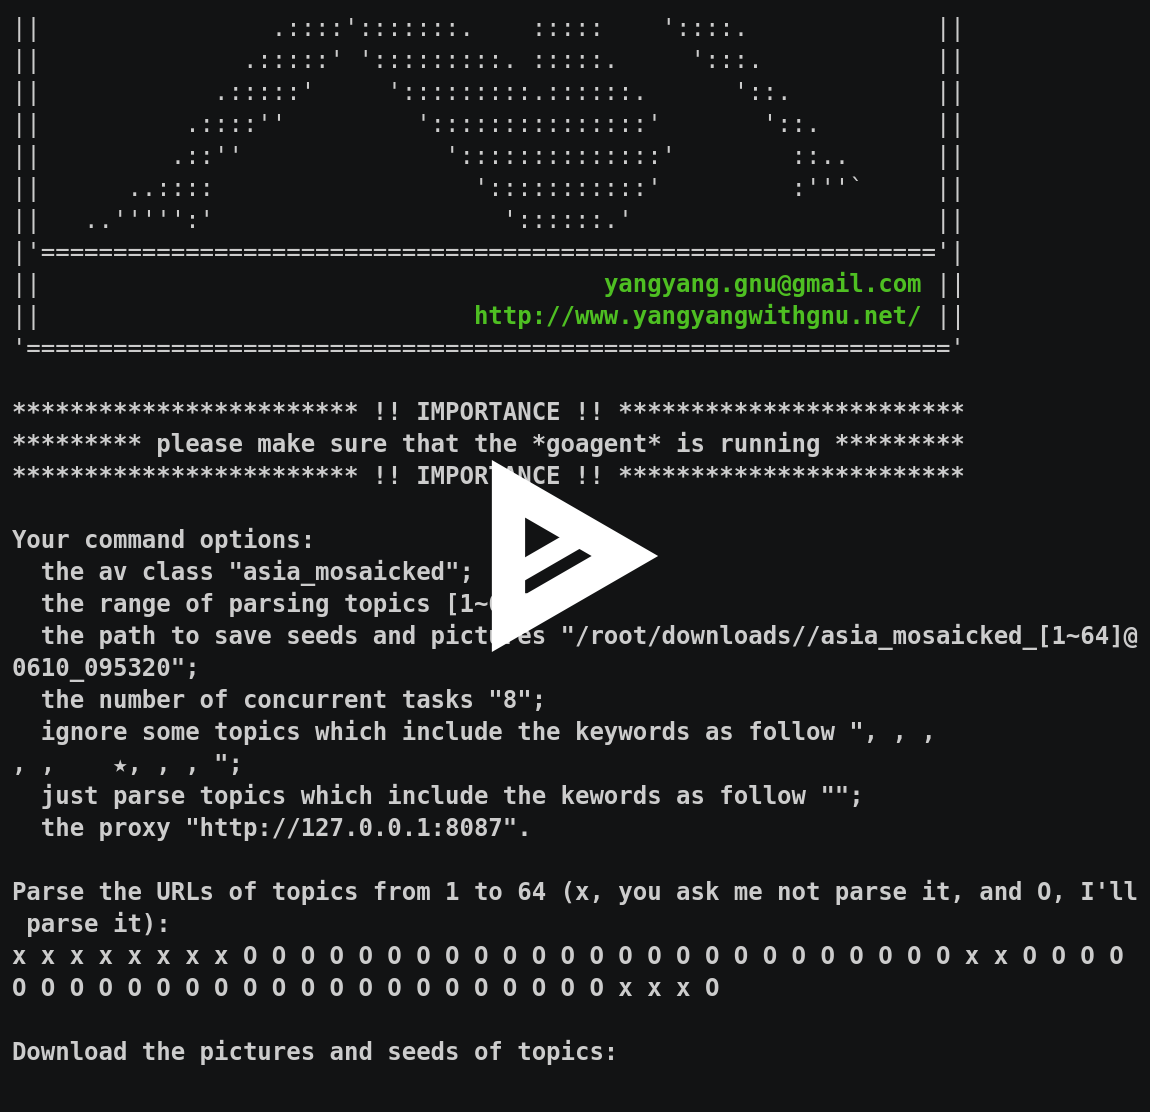 ||                .::::':::::::.    :::::    '::::.             ||
||              .:::::' ':::::::::. :::::.     ':::.            ||
||            .:::::'     ':::::::::.::::::.      '::.          ||
||          .::::''         ':::::::::::::::'       '::.        ||
||         .::''              '::::::::::::::'        ::..      ||
||      ..::::                  ':::::::::::'         :'''`     ||
||   ..''''':'                    '::::::.'                     ||
|'=============================================================='|
||                                       yangyang.gnu@gmail.com ||
||                              http://www.yangyangwithgnu.net/ ||
'================================================================'
************************ !! IMPORTANCE !! ************************
********* please make sure that the *goagent* is running *********
************************ !! IMPORTANCE !! ************************
Your command options:
  the av class "asia_mosaicked";
  the range of parsing topics
  the path to save seeds and pictures "/root/downloads//asia_mosaicked_[1~64]@
0610_095320";
  the number of concurrent tasks "8";
  ignore some topics which include the keywords as follow ", , ,
, ,    ★, , , ";
  just parse topics which include the kewords as follow "";
  the proxy "http://127.0.0.1:8087".
Parse the URLs of topics from 1 to 64 (x, you ask me not parse it, and O, I'll
 parse it):
x x x x x x x x O O O O O O O O O O O O O O O O O O O O O O O O O x x O O O O
O O O O O O O O O O O O O O O O O O O O O x x x O
Download the pictures and seeds of topics: